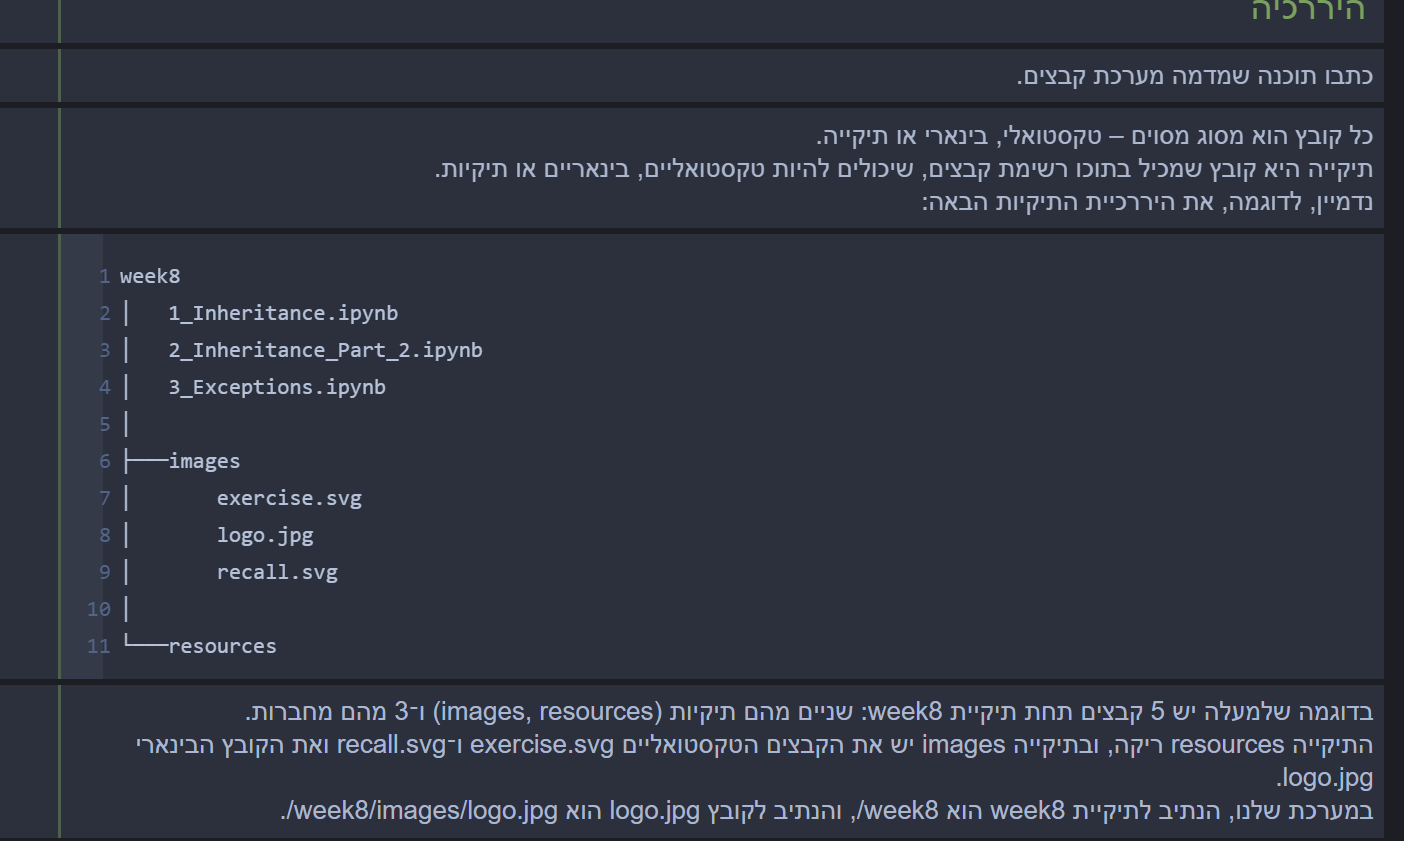 היררכיה
כתבו תוכנה שמדמה מערכת קבצים.
כל קובץ הוא מסוג מסוים – טקסטואלי, בינארי או תיקייה.
תיקייה היא קובץ שמכיל בתוכו רשימת קבצים, שיכולים להיות טקסטואליים, בינאריים או תיקיות.
נדמיין, לדוגמה, את היררכיית התיקיות הבאה:
1 week8
2 │   1_Inheritance.ipynb
3 │   2_Inheritance_Part_2.ipynb
4 │   3_Exceptions.ipynb
5 │
6 ├───images
7 │       exercise.svg
8 │       logo.jpg
9 │       recall.svg
10 │
11 └───resources
בדוגמה שלמעלה יש 5 קבצים תחת תיקיית week8: שניים מהם תיקיות (images, resources) ו־3 מהם מחברות.
התיקייה resources ריקה, ובתיקייה images יש את הקבצים הטקסטואליים exercise.svg ו־recall.svg ואת הקובץ הבינארי
logo.jpg.
במערכת שלנו, הנתיב לתיקיית week8 הוא week8/, והנתיב לקובץ logo.jpg הוא week8/images/logo.jpg/.